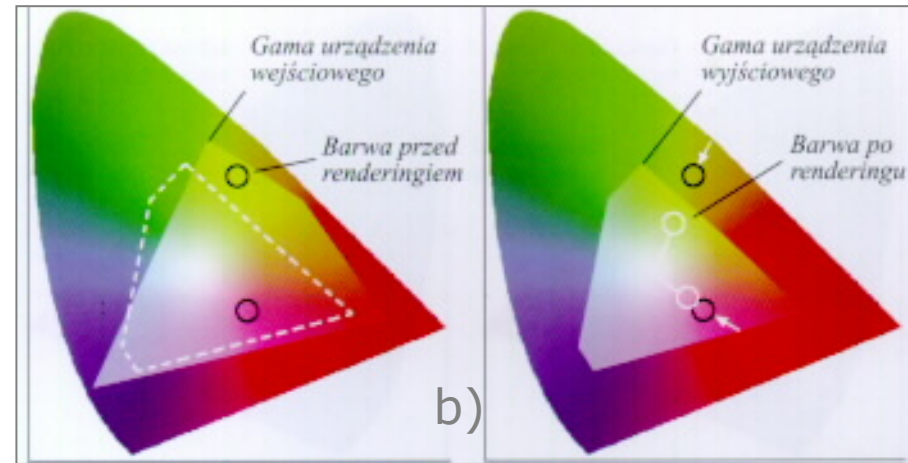 Gama urządzenia
wejściowego
Barwa przed
renderingiem
Gama urządzenia
wyjściowego
Barwa po
renderingu
b)